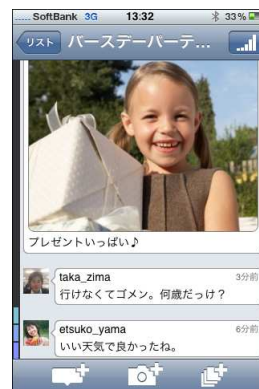 SoftBank 3G 13:32 33%
リスト バースデーパーテ...
プレゼントいっぱい♪
taka_zima 3分前
行けなくてゴメン。何歳だっけ？
etsuko_yama 6分前
いい天気で良かったね。